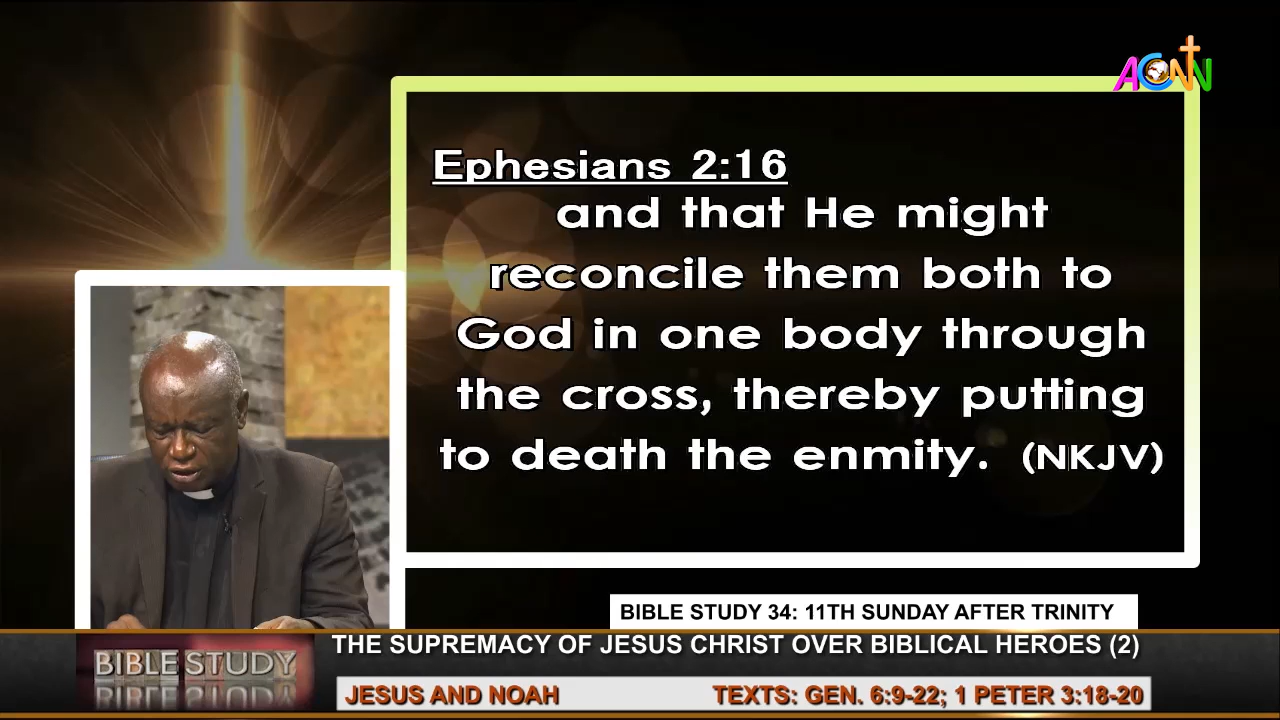 ACNN
Ephesians 2:16
and that He might
reconcile them both to
God in one body through
the cross, thereby putting
to death the enmity. (NKJV)
BIBLE STUDY 34: 11TH SUNDAY AFTER TRINITY
THE SUPREMACY OF JESUS CHRIST OVER BIBLICAL HEROES (2)
BIBLE STUDY
JESUS AND NOAH TEXTS: GEN. 6:9-22; 1 PETER 3:18-20